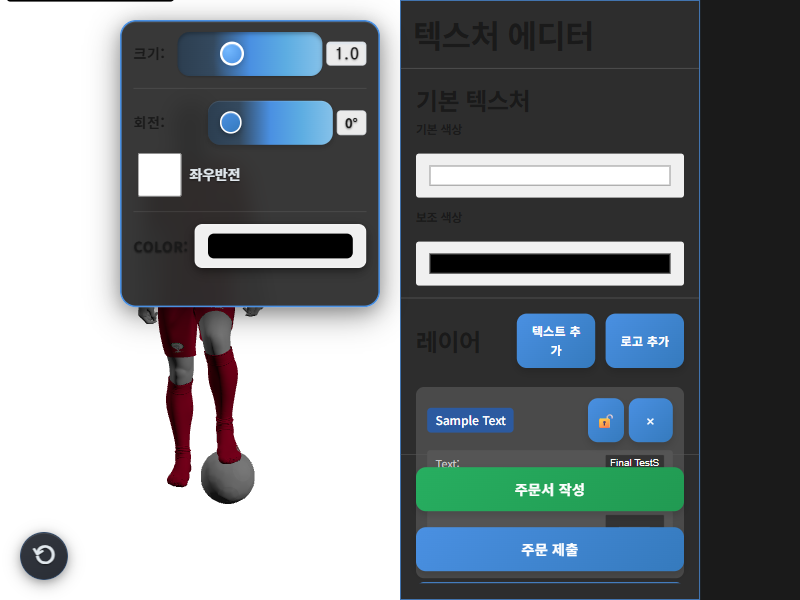 크기:
1.0
회전:
0°
좌우반전
COLOR:
텍스처 에디터
기본 텍스처
기본 색상
보조 색상
레이어
텍스트 추
가
로고 추가
Sample Text
×
Text:
Final TestS
주문서 작성
주문 제출